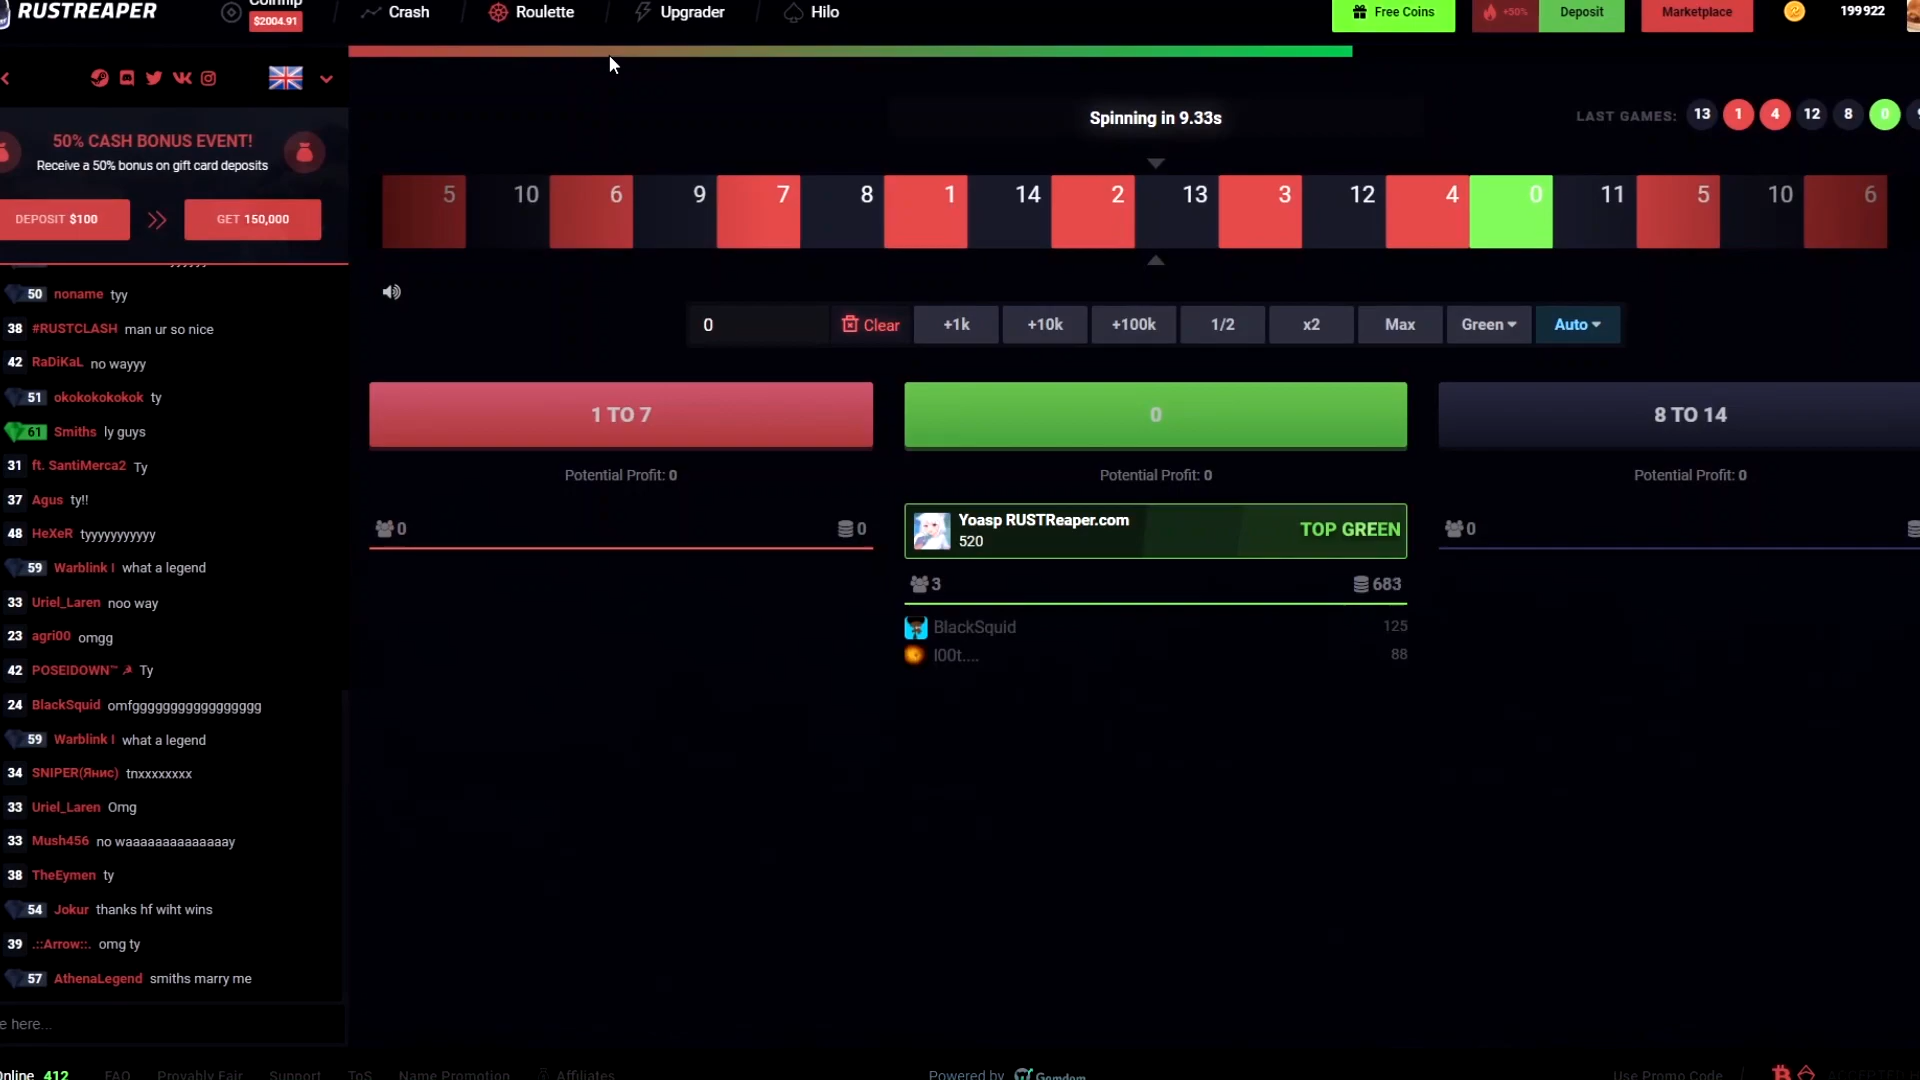 RUSTREAPER
$2004.91
Crash
Roulette
Upgrader
Hilo
Free Coins
+50%
Deposit
Marketplace
199 922
50% CASH BONUS EVENT!
Receive a 50% bonus on gift card deposits
DEPOSIT $100
GET 150,000
50 noname tyy
38 #RUSTCLASH man ur so nice
42 RaDiKaL no wayyy
51 okokokokokok ty
61 Smiths ly guys
31 ft. SantiMerca2 Ty
37 Agus ty!!
48 HeXeR tyyyyyyyyyy
59 Warblink I what a legend
33 Uriel_Laren noo way
23 agri00 omgg
42 POSEIDOWN™ Ty
24 BlackSquid omfggggggggggggggggg
59 Warblink I what a legend
34 SNIPER(Янис) tnxxxxxxxx
33 Uriel_Laren Omg
33 Mush456 no waaaaaaaaaaaaaay
38 TheEymen ty
54 Jokur thanks hf wiht wins
39 .::Arrow::. omg ty
57 AthenaLegend smiths marry me
e here...
Online 412
Spinning in 9.33s
LAST GAMES: 13 1 4 12 8 0
5 10 6 9 7 8 1 14 2 13 3 12 4 0 11 5 10 6
0 Clear +1k +10k +100k 1/2 x2 Max Green Auto
1 TO 7
0
8 TO 14
Potential Profit: 0
Potential Profit: 0
Potential Profit: 0
0 0
Yoasp RUSTReaper.com
520
TOP GREEN
0
3 683
BlackSquid 125
l00t.... 88
FAQ Provably Fair Support ToS Name Promotion Affiliates
Powered by Gamdom
Use Promo Code